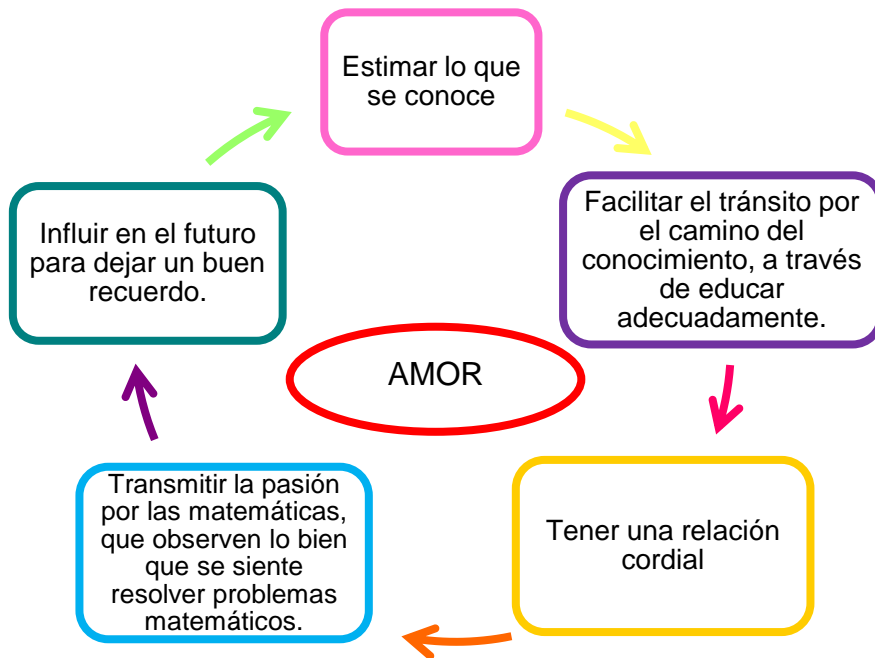 Estimar lo que
se conoce
Facilitar el tránsito por
el camino del
conocimiento, a través
de educar
adecuadamente.
Tener una relación
cordial
Transmitir la pasión
por las matemáticas,
que observen lo bien
que se siente
resolver problemas
matemáticos.
Influir en el futuro
para dejar un buen
recuerdo.
AMOR